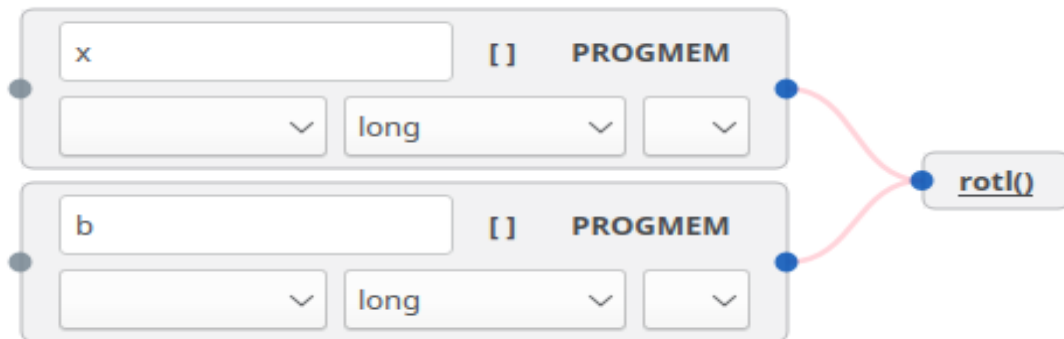 x [ ] PROGMEM
long
rotl()
b [ ] PROGMEM
long